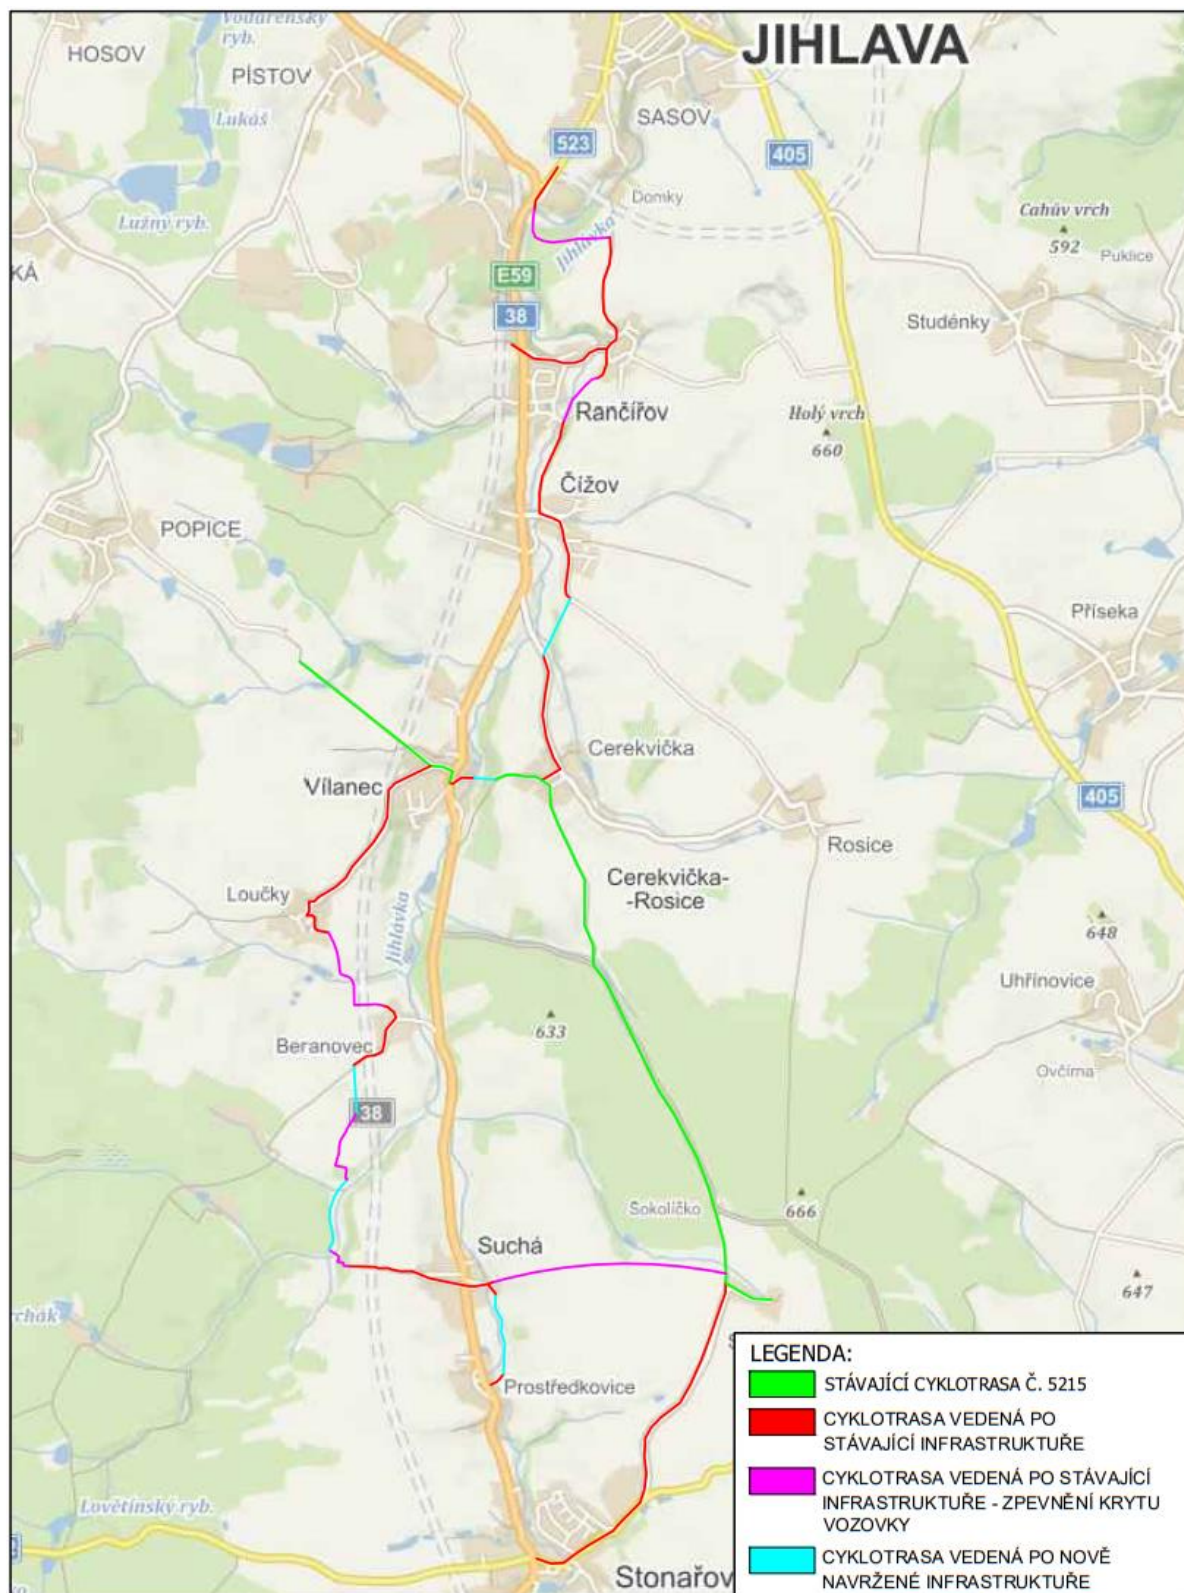 Vodárenský
ryb.
HOSOV
JIHLAVA
PÍSTOV
Lukáš
SASOV
523
405
Lužný ryb.
Domky
Cahův vrch
592
Puklice
Jihlávka
KÁ
E59
38
Studénky
Rančířov
Holý vrch
660
Čížov
POPICE
Příseka
Cerekvička
Vílanec
405
Rosice
Loučky
Cerekvička-
-Rosice
648
Jihlávka
Uhřínovice
633
Beranovec
Ovčírna
38
Sokolíčko
666
Suchá
647
rchák
Prostředkovice
LEGENDA:
STÁVAJÍCÍ CYKLOTRASA Č. 5215
CYKLOTRASA VEDENÁ PO
STÁVAJÍCÍ INFRASTRUKTUŘE
CYKLOTRASA VEDENÁ PO STÁVAJÍCÍ
INFRASTRUKTUŘE - ZPEVNĚNÍ KRYTU
VOZOVKY
CYKLOTRASA VEDENÁ PO NOVĚ
NAVRŽENÉ INFRASTRUKTUŘE
Lovětínský ryb.
Stonařov